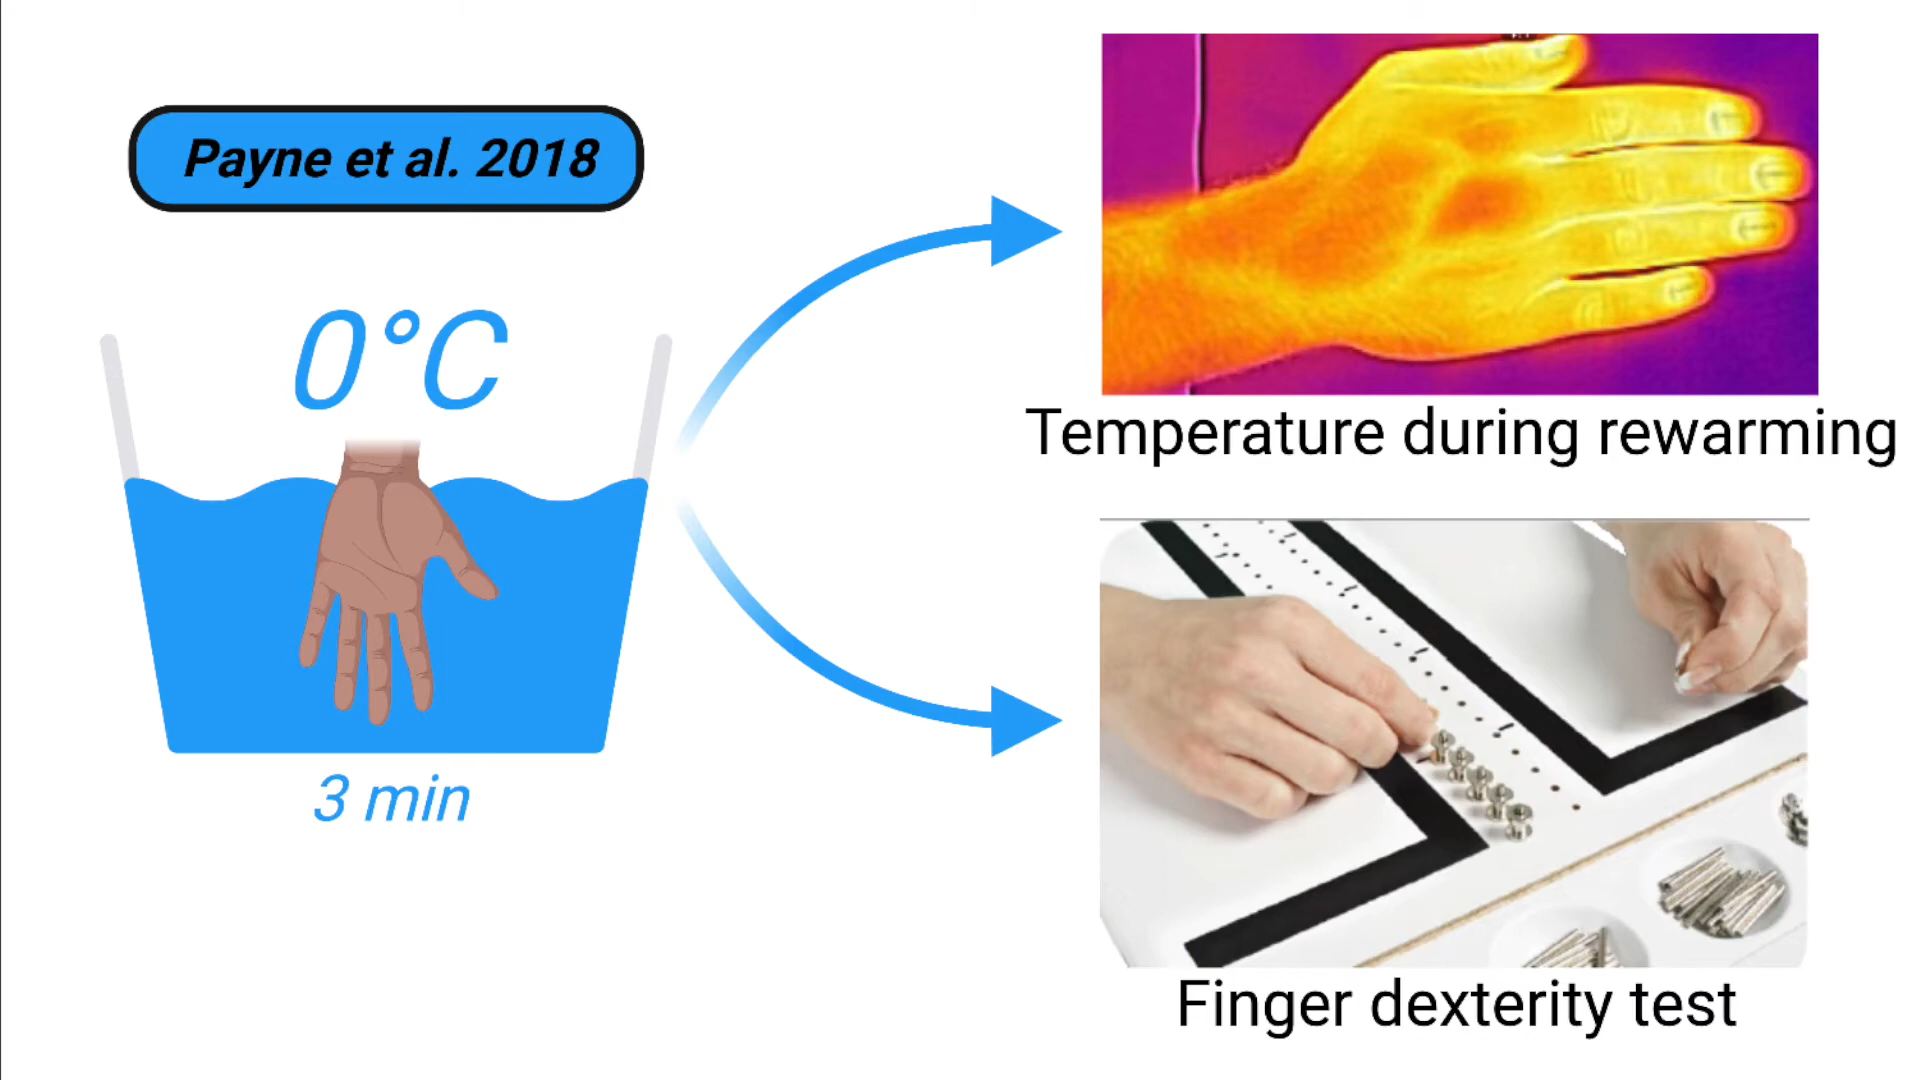 Payne et al. 2018
0°C
3 min
Temperature during rewarming
Finger dexterity test